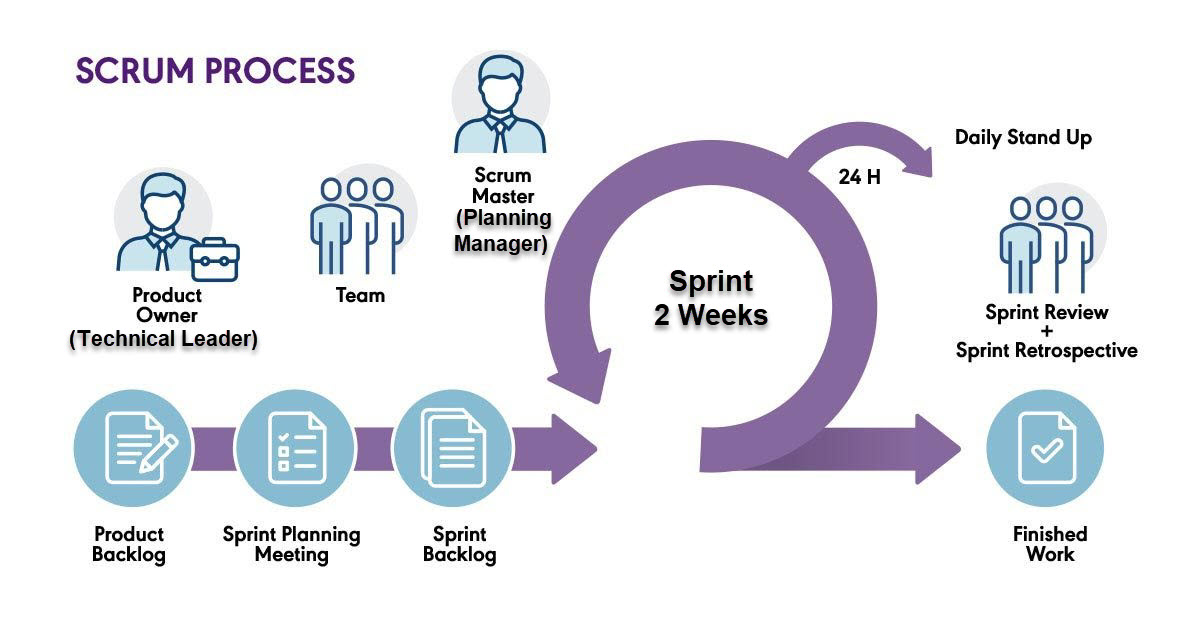 SCRUM PROCESS
Scrum
Master
(Planning
Manager)
Product
Owner
(Technical Leader)
Team
Sprint
2 Weeks
24 H
Daily Stand Up
Sprint Review
+
Sprint Retrospective
Product
Backlog
Sprint Planning
Meeting
Sprint
Backlog
Finished
Work